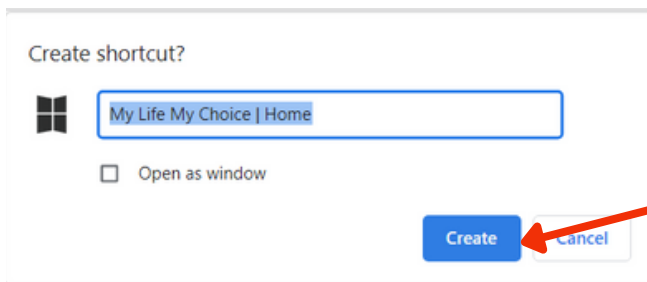 Create shortcut?
My Life My Choice | Home
Open as window
Create Cancel